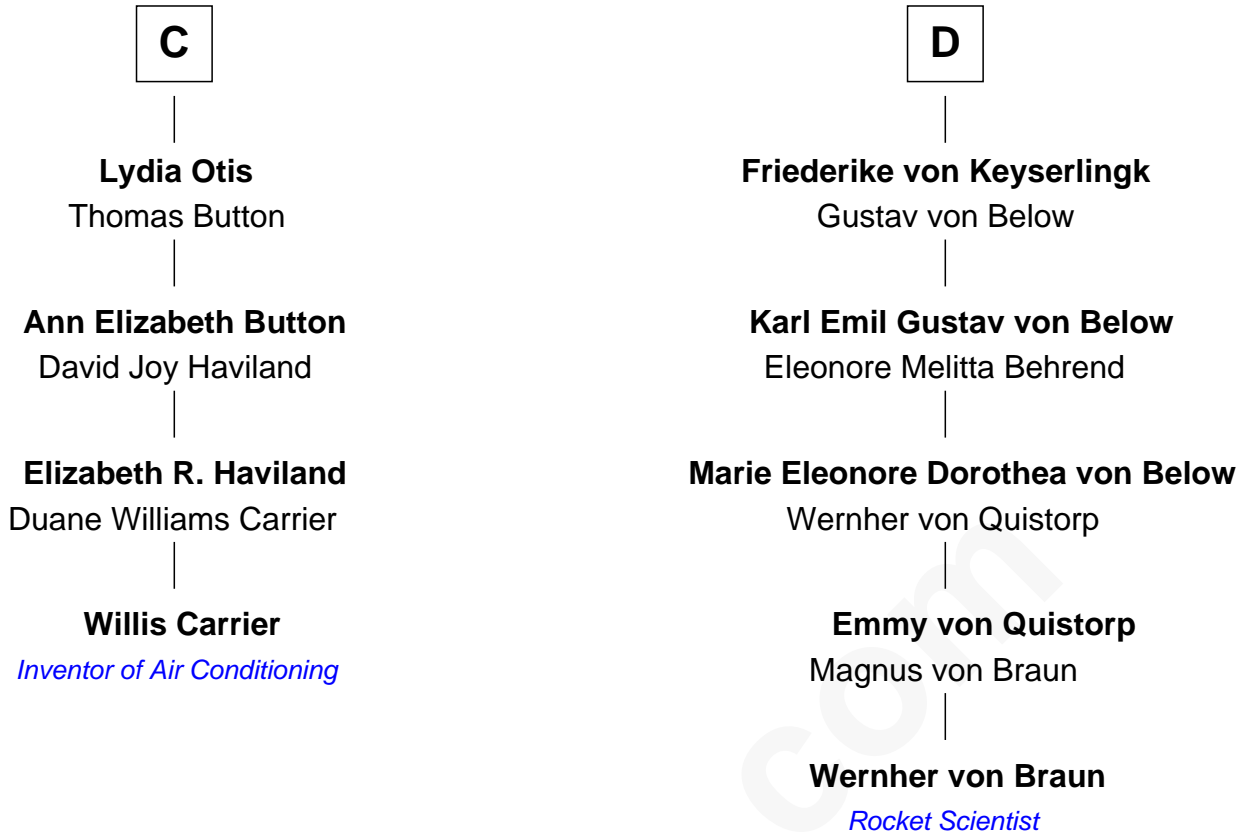 C
Lydia Otis
Thomas Button
Ann Elizabeth Button
David Joy Haviland
Elizabeth R. Haviland
Duane Williams Carrier
Willis Carrier
Inventor of Air Conditioning
D
Friederike von Keyserlingk
Gustav von Below
Karl Emil Gustav von Below
Eleonore Melitta Behrend
Marie Eleonore Dorothea von Below
Wernher von Quistorp
Emmy von Quistorp
Magnus von Braun
Wernher von Braun
Rocket Scientist
com